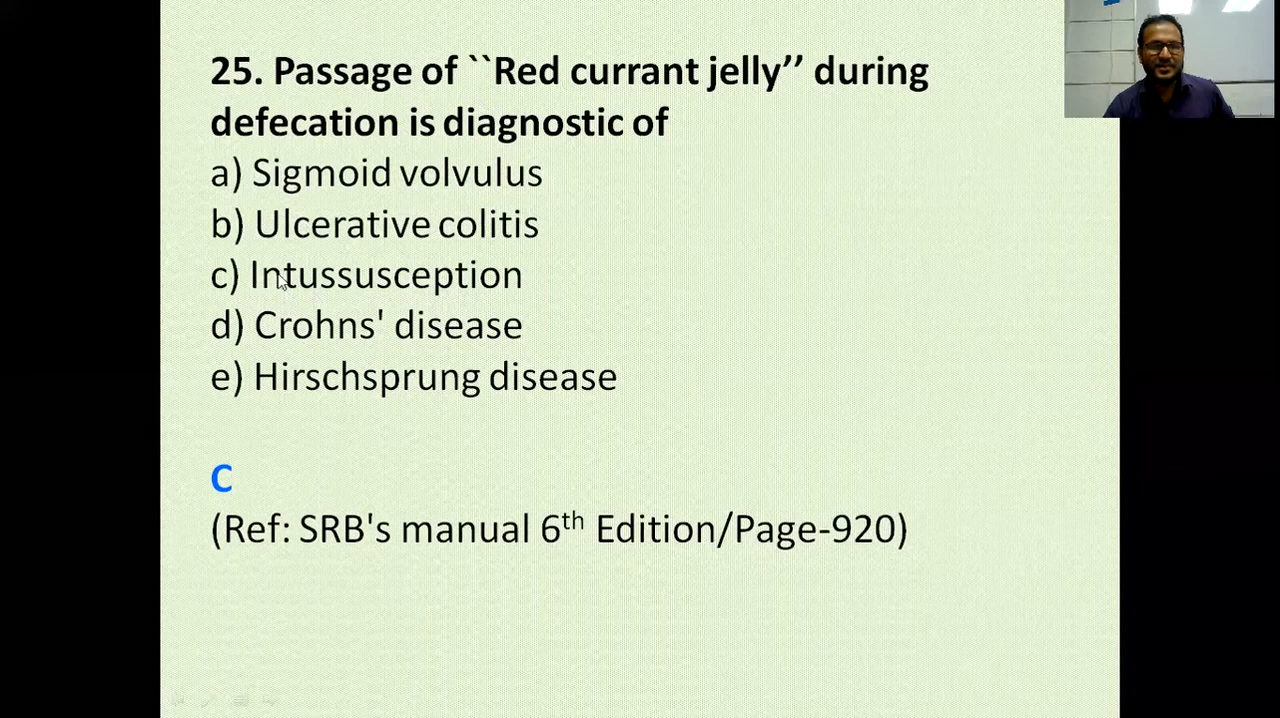 25. Passage of ``Red currant jelly’’ during
defecation is diagnostic of
a) Sigmoid volvulus
b) Ulcerative colitis
c) Intussusception
d) Crohns' disease
e) Hirschsprung disease
C
(Ref: SRB's manual 6th Edition/Page-920)